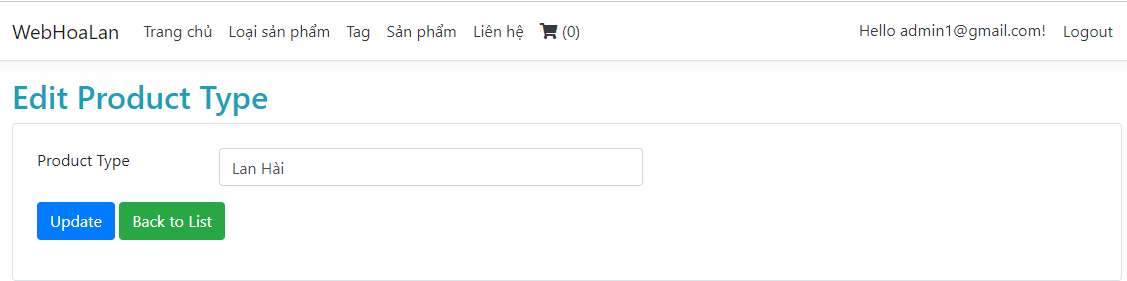 WebHoaLan Trang chủ Loại sản phẩm Tag Sản phẩm Liên hệ (0) Hello admin1@gmail.com! Logout
Edit Product Type
Product Type Lan Hài
Update Back to List